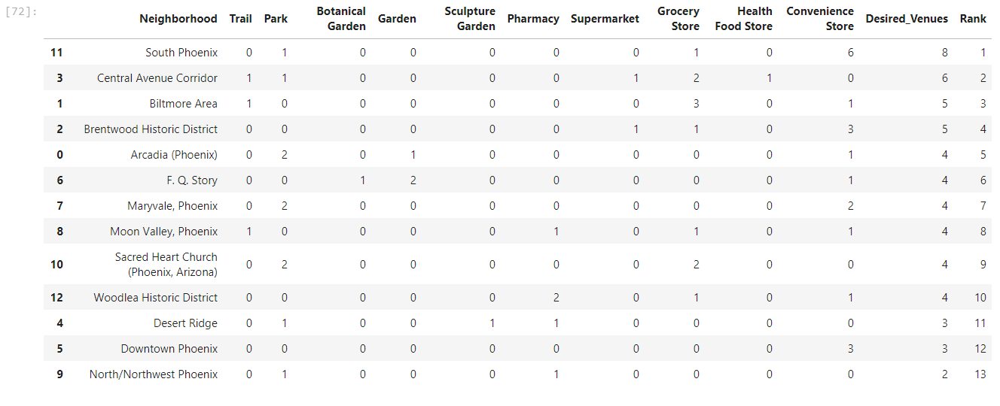 [72]:
Neighborhood Trail Park Botanical Garden Garden Sculpture Garden Pharmacy Supermarket Grocery Store Health Food Store Convenience Store Desired_Venues Rank
11 South Phoenix 0 1 0 0 0 0 0 1 0 6 8 1
3 Central Avenue Corridor 1 1 0 0 0 0 1 2 1 0 6 2
1 Biltmore Area 1 0 0 0 0 0 0 3 0 1 5 3
2 Brentwood Historic District 0 0 0 0 0 0 1 1 0 3 5 4
0 Arcadia (Phoenix) 0 2 0 1 0 0 0 0 0 1 4 5
6 F. Q. Story 0 0 1 2 0 0 0 0 0 1 4 6
7 Maryvale, Phoenix 0 2 0 0 0 0 0 0 0 2 4 7
8 Moon Valley, Phoenix 1 0 0 0 0 1 0 1 0 1 4 8
10 Sacred Heart Church (Phoenix, Arizona) 0 2 0 0 0 0 0 2 0 0 4 9
12 Woodlea Historic District 0 0 0 0 0 2 0 1 0 1 4 10
4 Desert Ridge 0 1 0 0 1 1 0 0 0 0 3 11
5 Downtown Phoenix 0 0 0 0 0 0 0 0 0 3 3 12
9 North/Northwest Phoenix 0 1 0 0 0 1 0 0 0 0 2 13